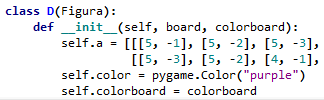 class D(Figura):
    def __init__(self, board, colorboard):
        self.a = [[[5, -1], [5, -2], [5, -3],
                  [[5, -3], [5, -2], [4, -1],
        self.color = pygame.Color("purple")
        self.colorboard = colorboard